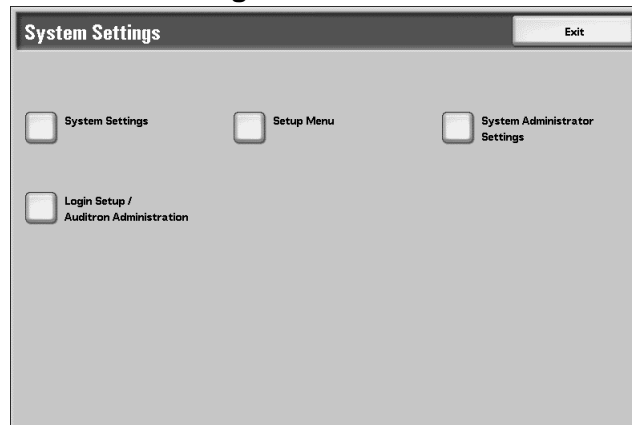 System Settings
Exit
System Settings
Setup Menu
System Administrator
Settings
Login Setup /
Auditron Administration